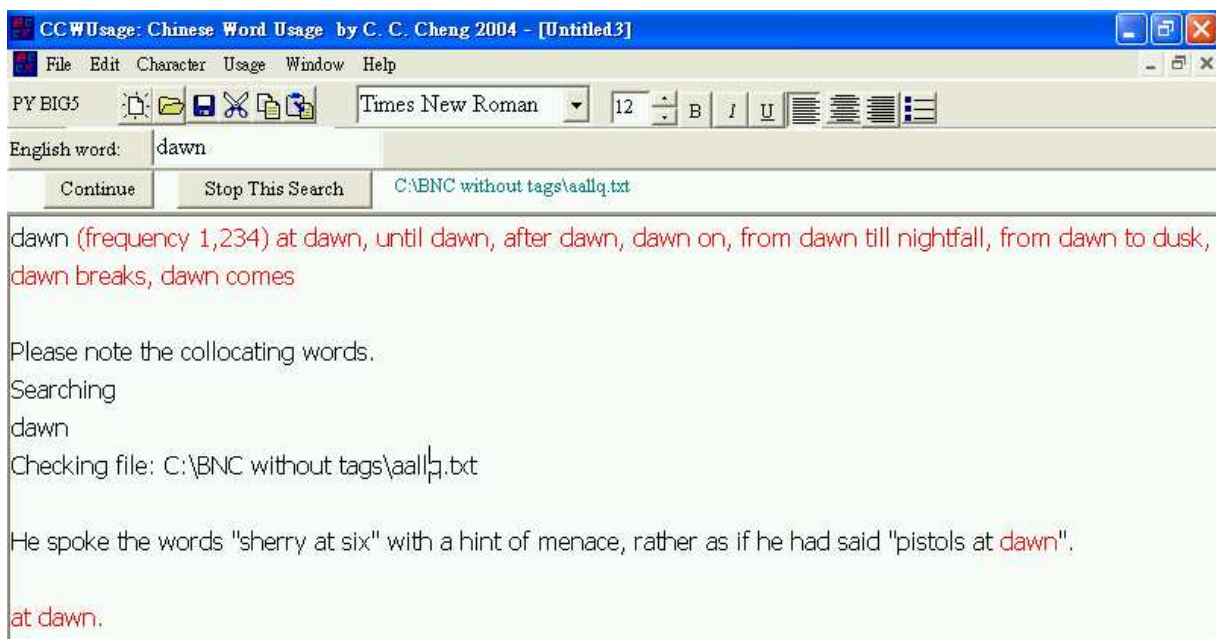 CCWUsage: Chinese Word Usage by C. C. Cheng 2004 - [Untitled3]
File Edit Character Usage Window Help
PY BIG5 Times New Roman 12 B I U
English word: dawn
Continue Stop This Search C:\BNC without tags\aallq.txt
dawn (frequency 1,234) at dawn, until dawn, after dawn, dawn on, from dawn till nightfall, from dawn to dusk,
dawn breaks, dawn comes
Please note the collocating words.
Searching
dawn
Checking file: C:\BNC without tags\aallq.txt
He spoke the words "sherry at six" with a hint of menace, rather as if he had said "pistols at dawn".
at dawn.